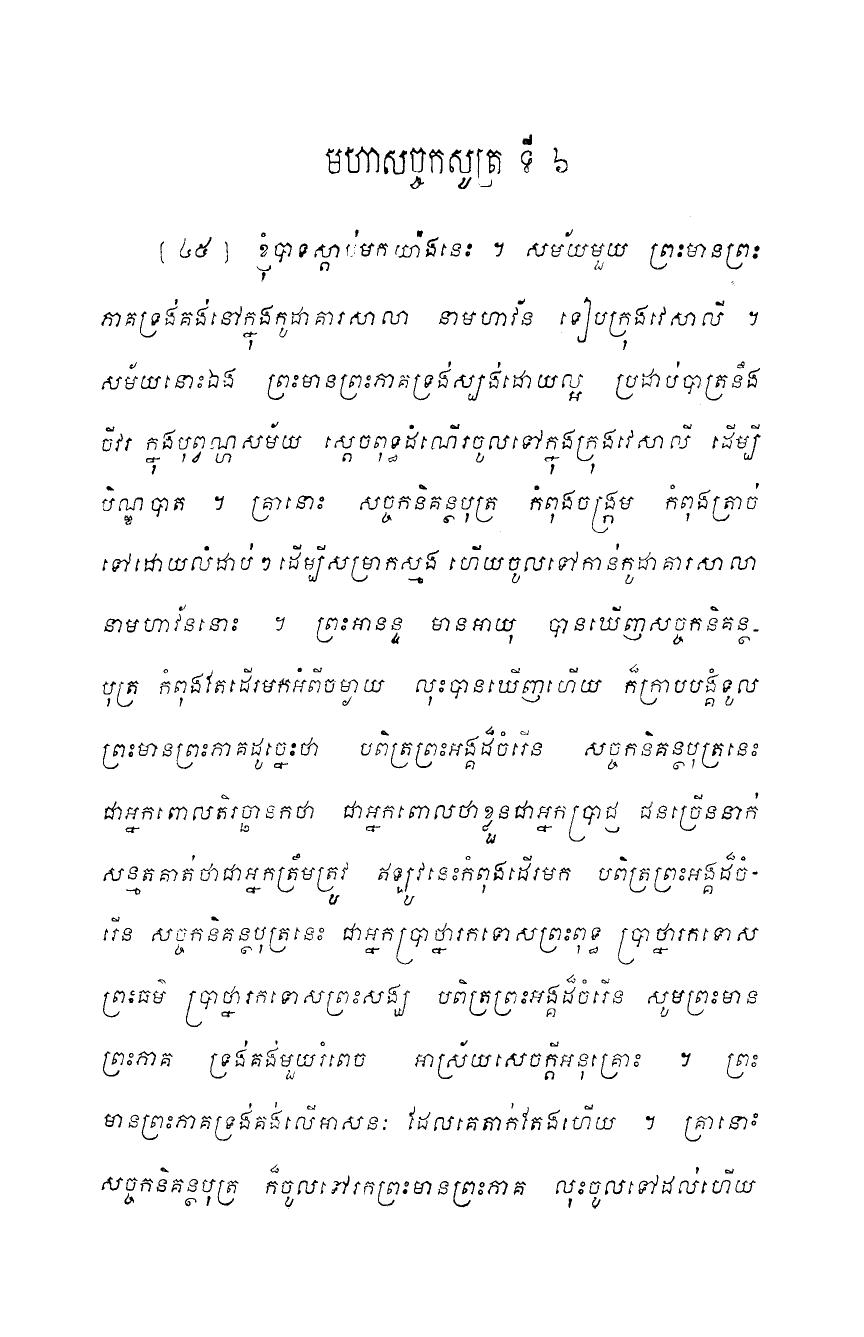 មហាសច្ចកសូត្រ ទី ៦
[ ៤៥ ] ខ្ញុំបាទស្តាប់មកយ៉ាងនេះ ។ សម័យមួយ ព្រះមានព្រះ
ភាគទ្រង់គង់នៅក្នុងកូដាគារសាលា នាមហាវ័ន ទៀបក្រុងវេសាលី ។
សម័យនោះឯង ព្រះមានព្រះភាគទ្រង់ស្បង់ដោយល្អ ប្រដាប់បាត្រនឹង
ចីវរ ក្នុងបុព្វណ្ហសម័យ ស្តេចពុទ្ធដំណើរចូលទៅក្នុងក្រុងវេសាលី ដើម្បី
បិណ្ឌបាត ។ គ្រានោះ សច្ចកនិគន្ថបុត្រ កំពុងចង្ក្រម កំពុងត្រាច់
ទៅដោយលំដាប់ៗ ដើម្បីសម្រាកស្មង ហើយចូលទៅកាន់កូដាគារសាលា
នាមហាវ័ននោះ ។ ព្រះអានន្ទ មានអាយុ បានឃើញសច្ចកនិគន្ថ-
បុត្រ កំពុងតែដើរមកអំពីចម្ងាយ លុះបានឃើញហើយ ក៏ក្រាបបង្គំទូល
ព្រះមានព្រះភាគដូច្នេះថា បពិត្រព្រះអង្គដ៏ចំរើន សច្ចកនិគន្ថបុត្រនេះ
ជាអ្នកពោលតិរច្ឆានកថា ជាអ្នកពោលថាខ្លួនជាអ្នកប្រាជ្ញ ជនច្រើននាក់
សន្មតគាត់ថាជាអ្នកត្រឹមត្រូវ ឥឡូវនេះកំពុងដើរមក បពិត្រព្រះអង្គដ៏ចំ-
រើន សច្ចកនិគន្ថបុត្រនេះ ជាអ្នកប្រាថ្នារកទោសព្រះពុទ្ធ ប្រាថ្នារកទោស
ព្រះធម៌ ប្រាថ្នារកទោសព្រះសង្ឃ បពិត្រព្រះអង្គដ៏ចំរើន សូមព្រះមាន
ព្រះភាគ ទ្រង់គង់មួយរំពេច អាស្រ័យសេចក្តីអនុគ្រោះ ។ ព្រះ
មានព្រះភាគទ្រង់គង់លើអាសនៈ ដែលគេតាក់តែងហើយ ។ គ្រានោះ
សច្ចកនិគន្ថបុត្រ ក៏ចូលទៅរកព្រះមានព្រះភាគ លុះចូលទៅដល់ហើយ